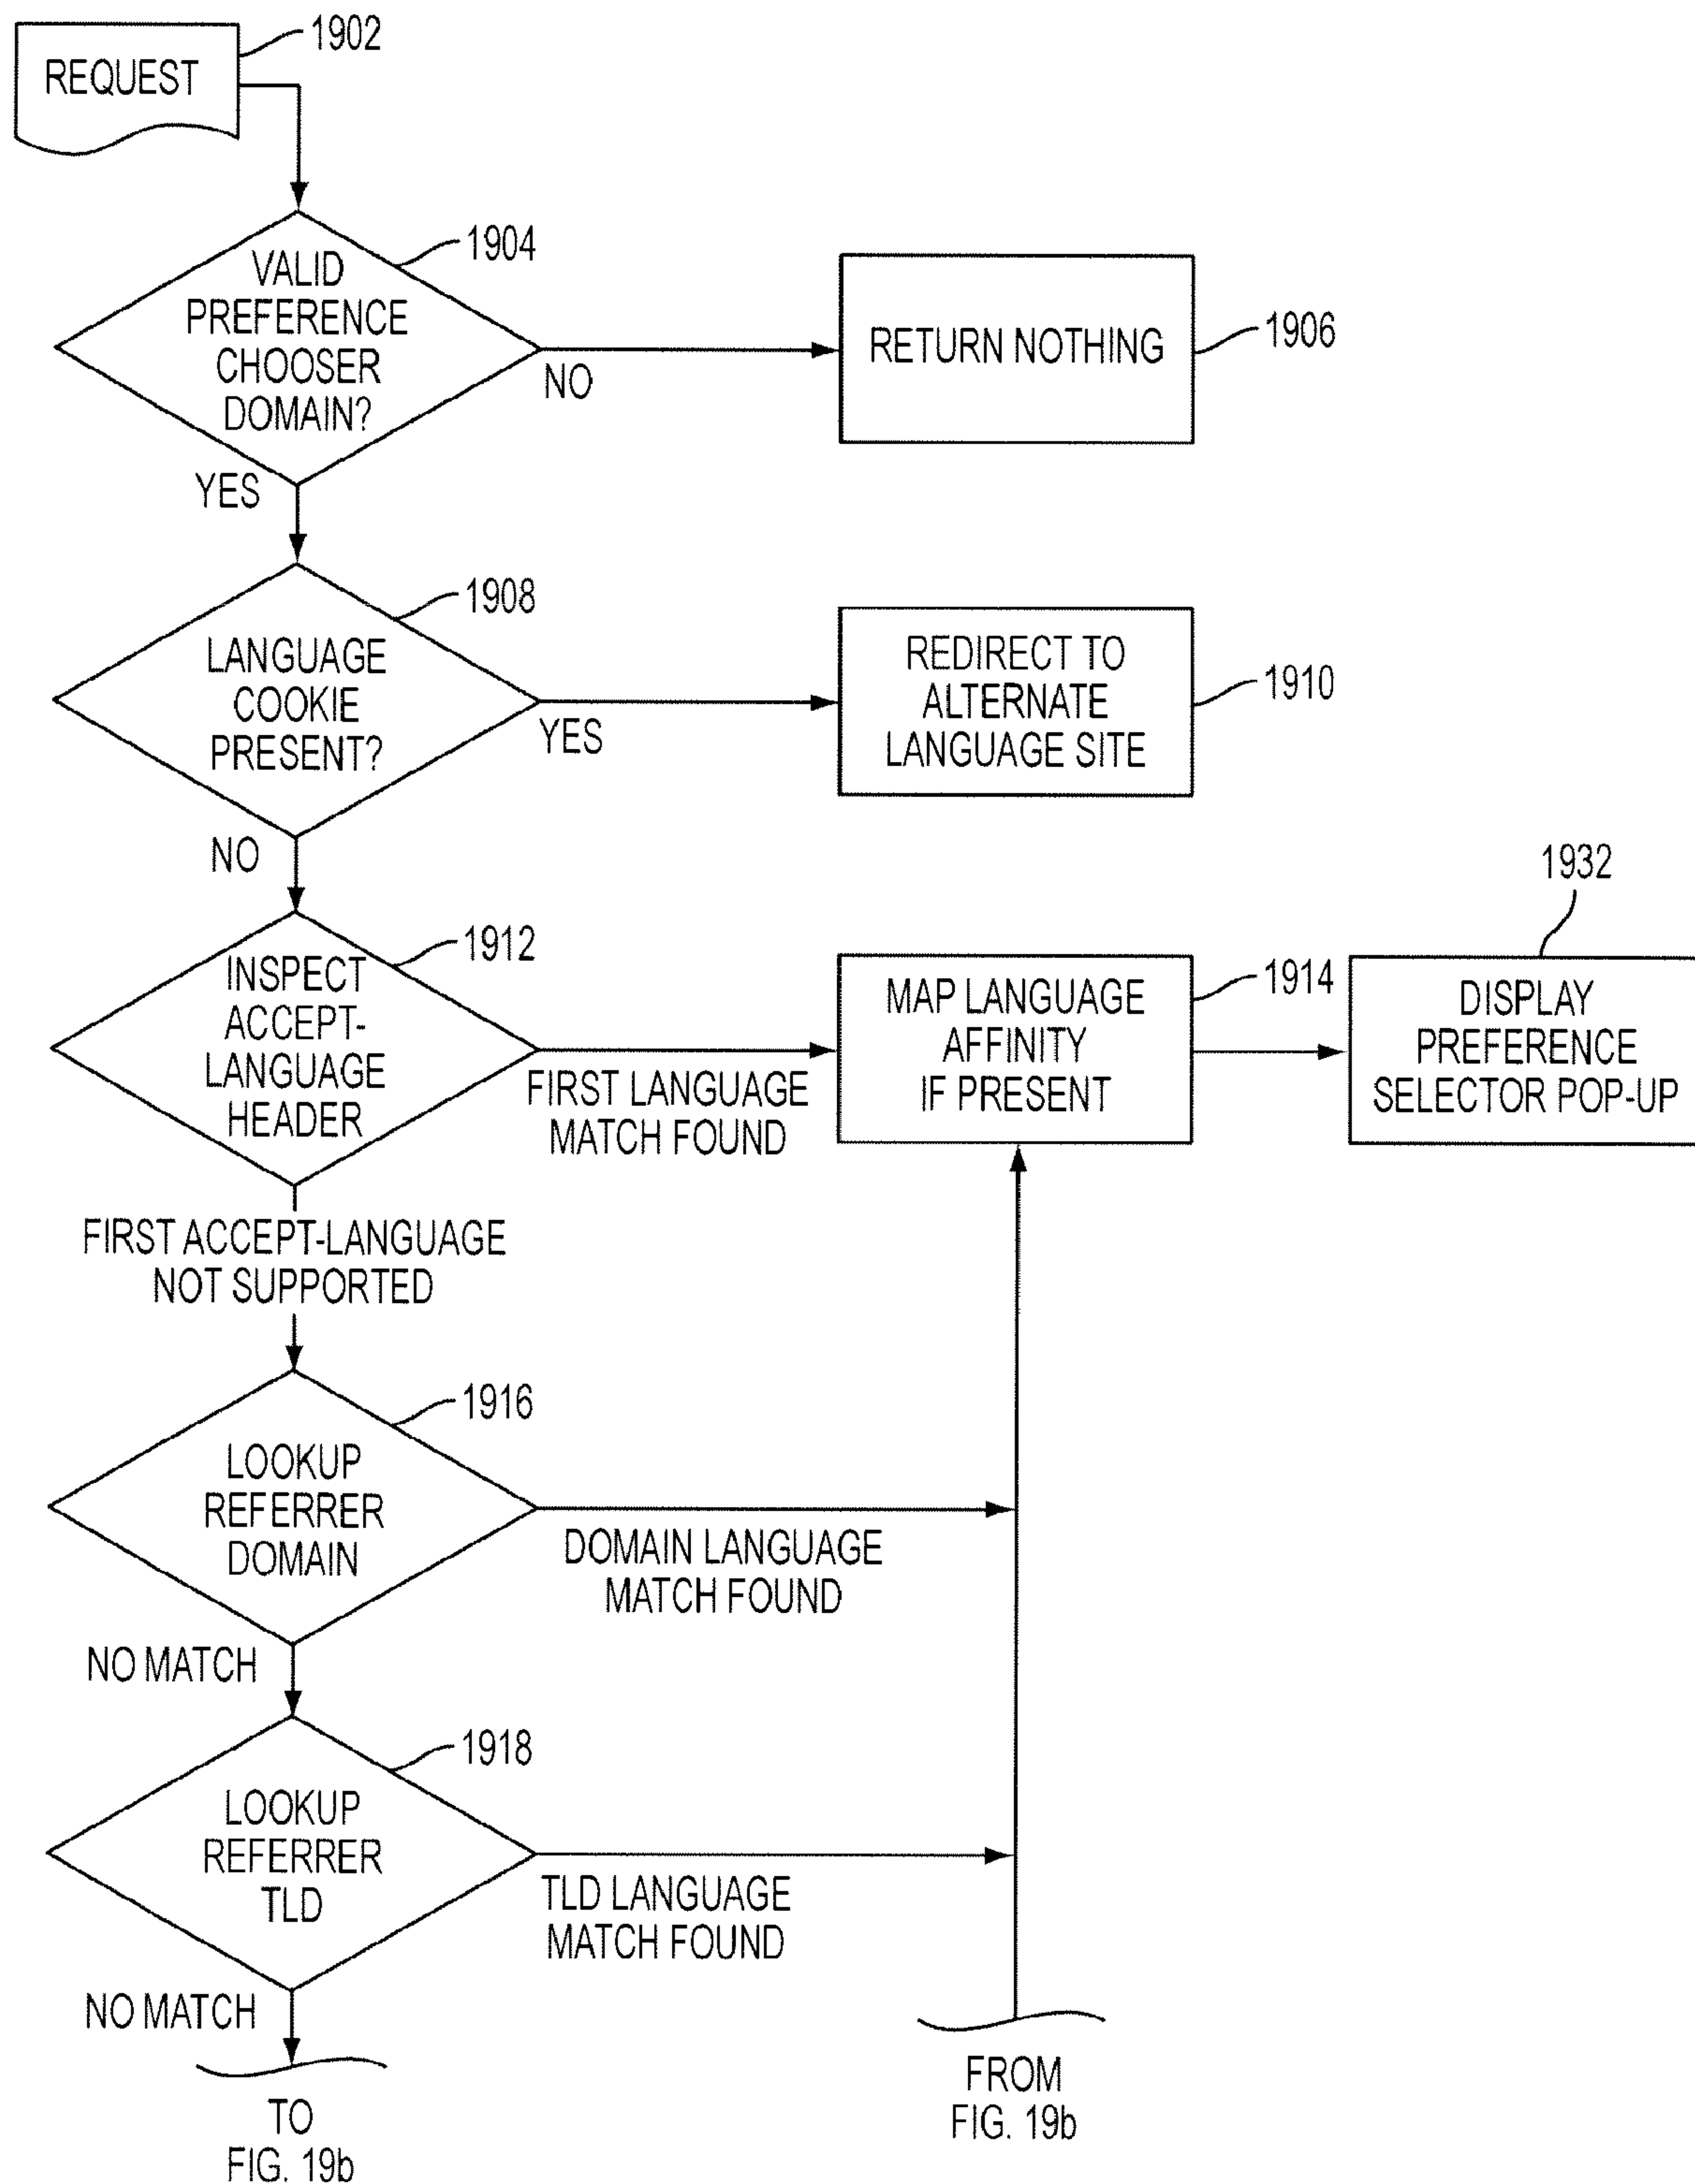 1902
REQUEST
1904
VALID
PREFERENCE
CHOOSER
DOMAIN?
NO
YES
RETURN NOTHING
1906
1908
LANGUAGE
COOKIE
PRESENT?
YES
NO
REDIRECT TO
ALTERNATE
LANGUAGE SITE
1910
1912
INSPECT
ACCEPT-
LANGUAGE
HEADER
FIRST LANGUAGE
MATCH FOUND
MAP LANGUAGE
AFFINITY
IF PRESENT
1914
1932
DISPLAY
PREFERENCE
SELECTOR POP-UP
FIRST ACCEPT-LANGUAGE
NOT SUPPORTED
1916
LOOKUP
REFERRER
DOMAIN
DOMAIN LANGUAGE
MATCH FOUND
NO MATCH
1918
LOOKUP
REFERRER
TLD
TLD LANGUAGE
MATCH FOUND
NO MATCH
TO
FIG. 19b
FROM
FIG. 19b